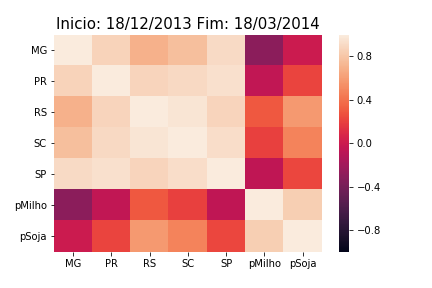 Inicio: 18/12/2013 Fim: 18/03/2014
MG
PR
RS
SC
SP
pMilho
pSoja
MG PR RS SC SP pMilho pSoja
0.8
0.4
0.0
−0.4
−0.8